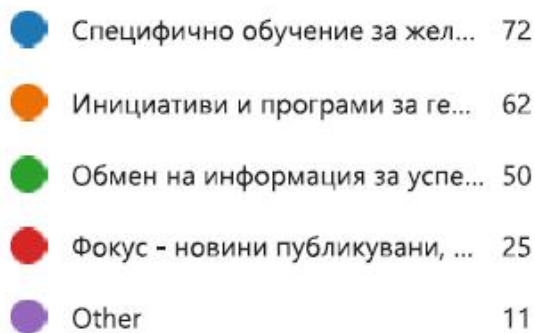 Специфично обучение за жел... 72
Инициативи и програми за ге... 62
Обмен на информация за успе... 50
Фокус - новини публикувани, ... 25
Other 11